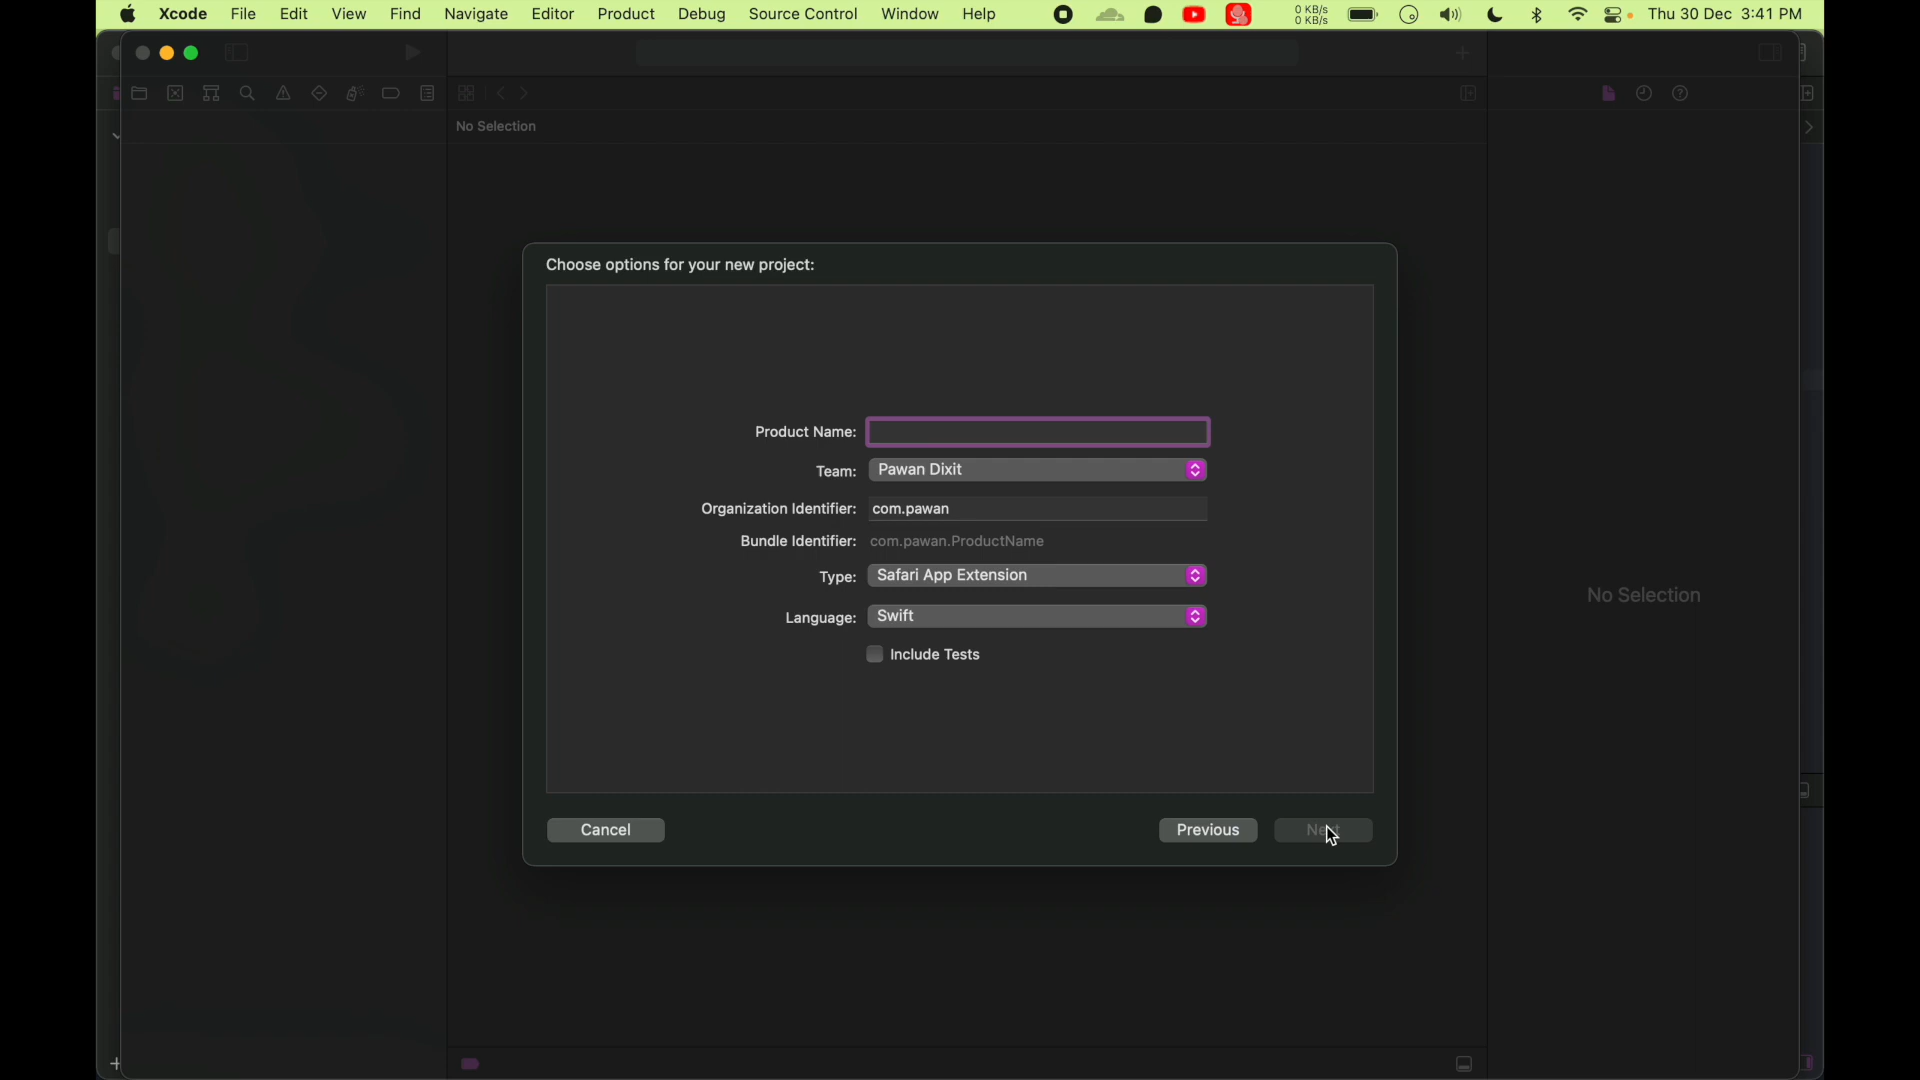 Xcode File Edit View Find Navigate Editor Product Debug Source Control Window Help 0 KB/s 0 KB/s Thu 30 Dec 3:41 PM
No Selection
Choose options for your new project:
Product Name:
Team: Pawan Dixit
Organization Identifier: com.pawan
Bundle Identifier: com.pawan.ProductName
Type: Safari App Extension
No Selection
Language: Swift
Include Tests
Cancel Previous Next